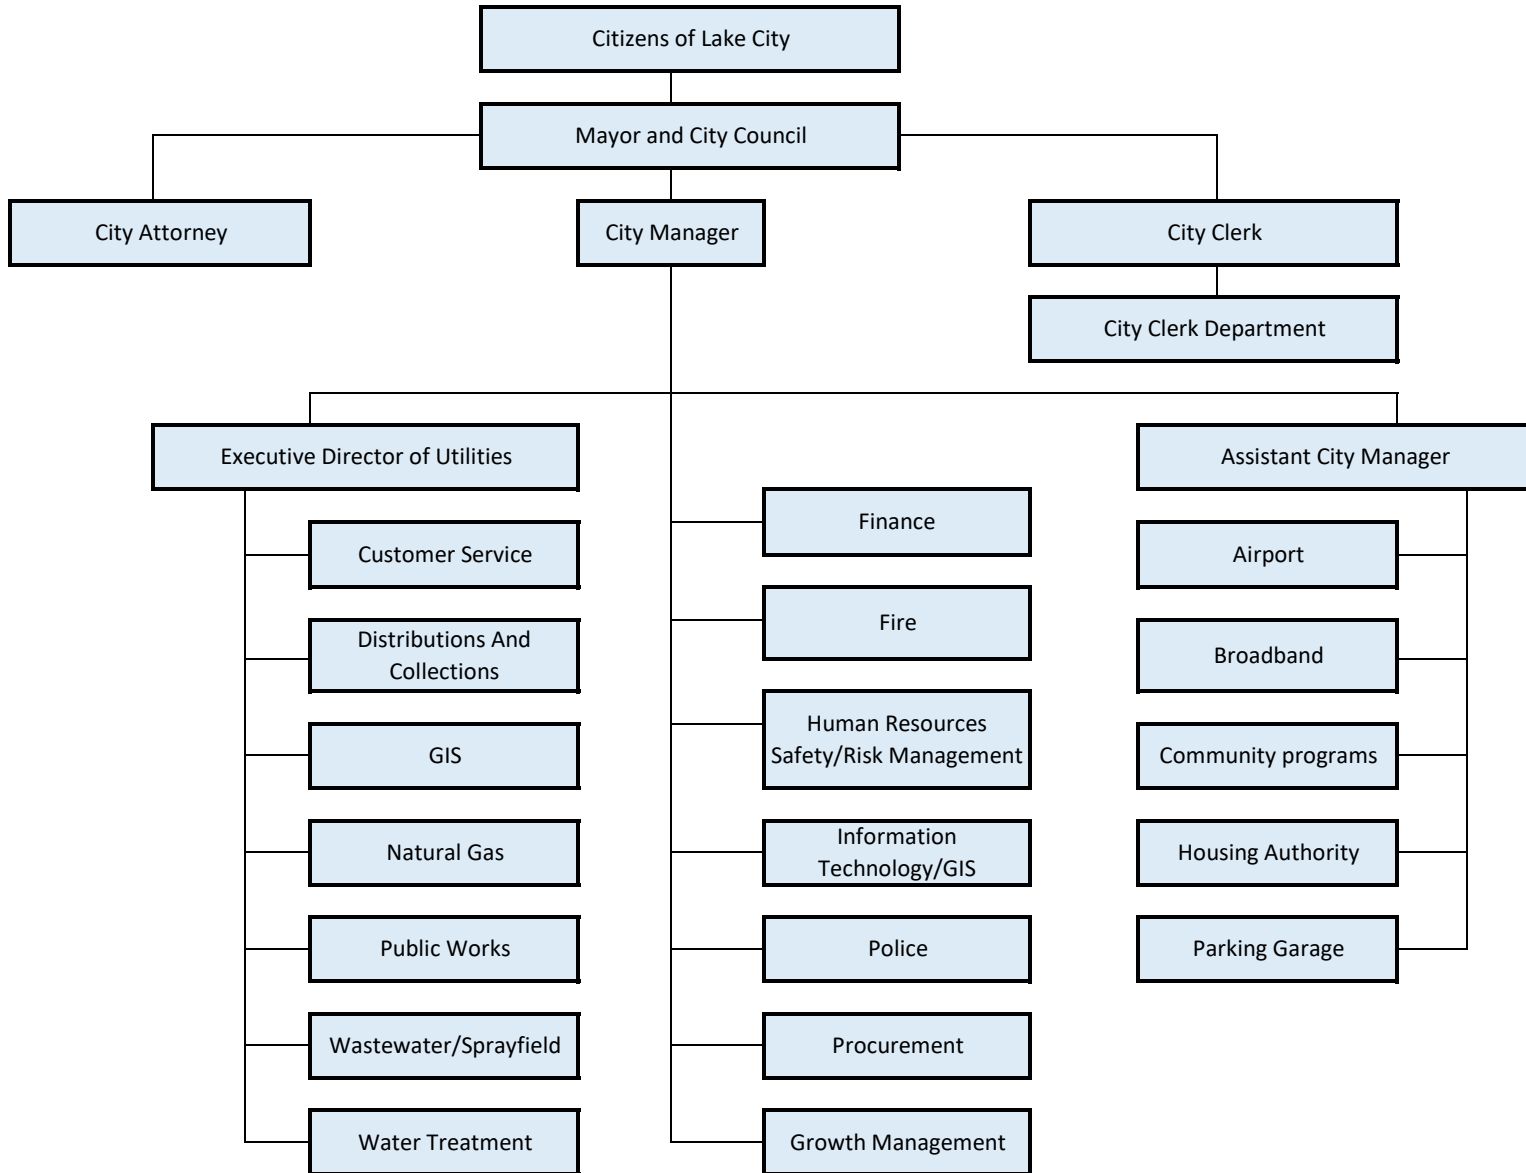 Citizens of Lake City
Mayor and City Council
City Attorney
City Manager
City Clerk
City Clerk Department
Executive Director of Utilities
Customer Service
Distributions And
Collections
GIS
Natural Gas
Public Works
Wastewater/Sprayfield
Water Treatment
Finance
Fire
Human Resources
Safety/Risk Management
Information
Technology/GIS
Police
Procurement
Growth Management
Assistant City Manager
Airport
Broadband
Community programs
Housing Authority
Parking Garage